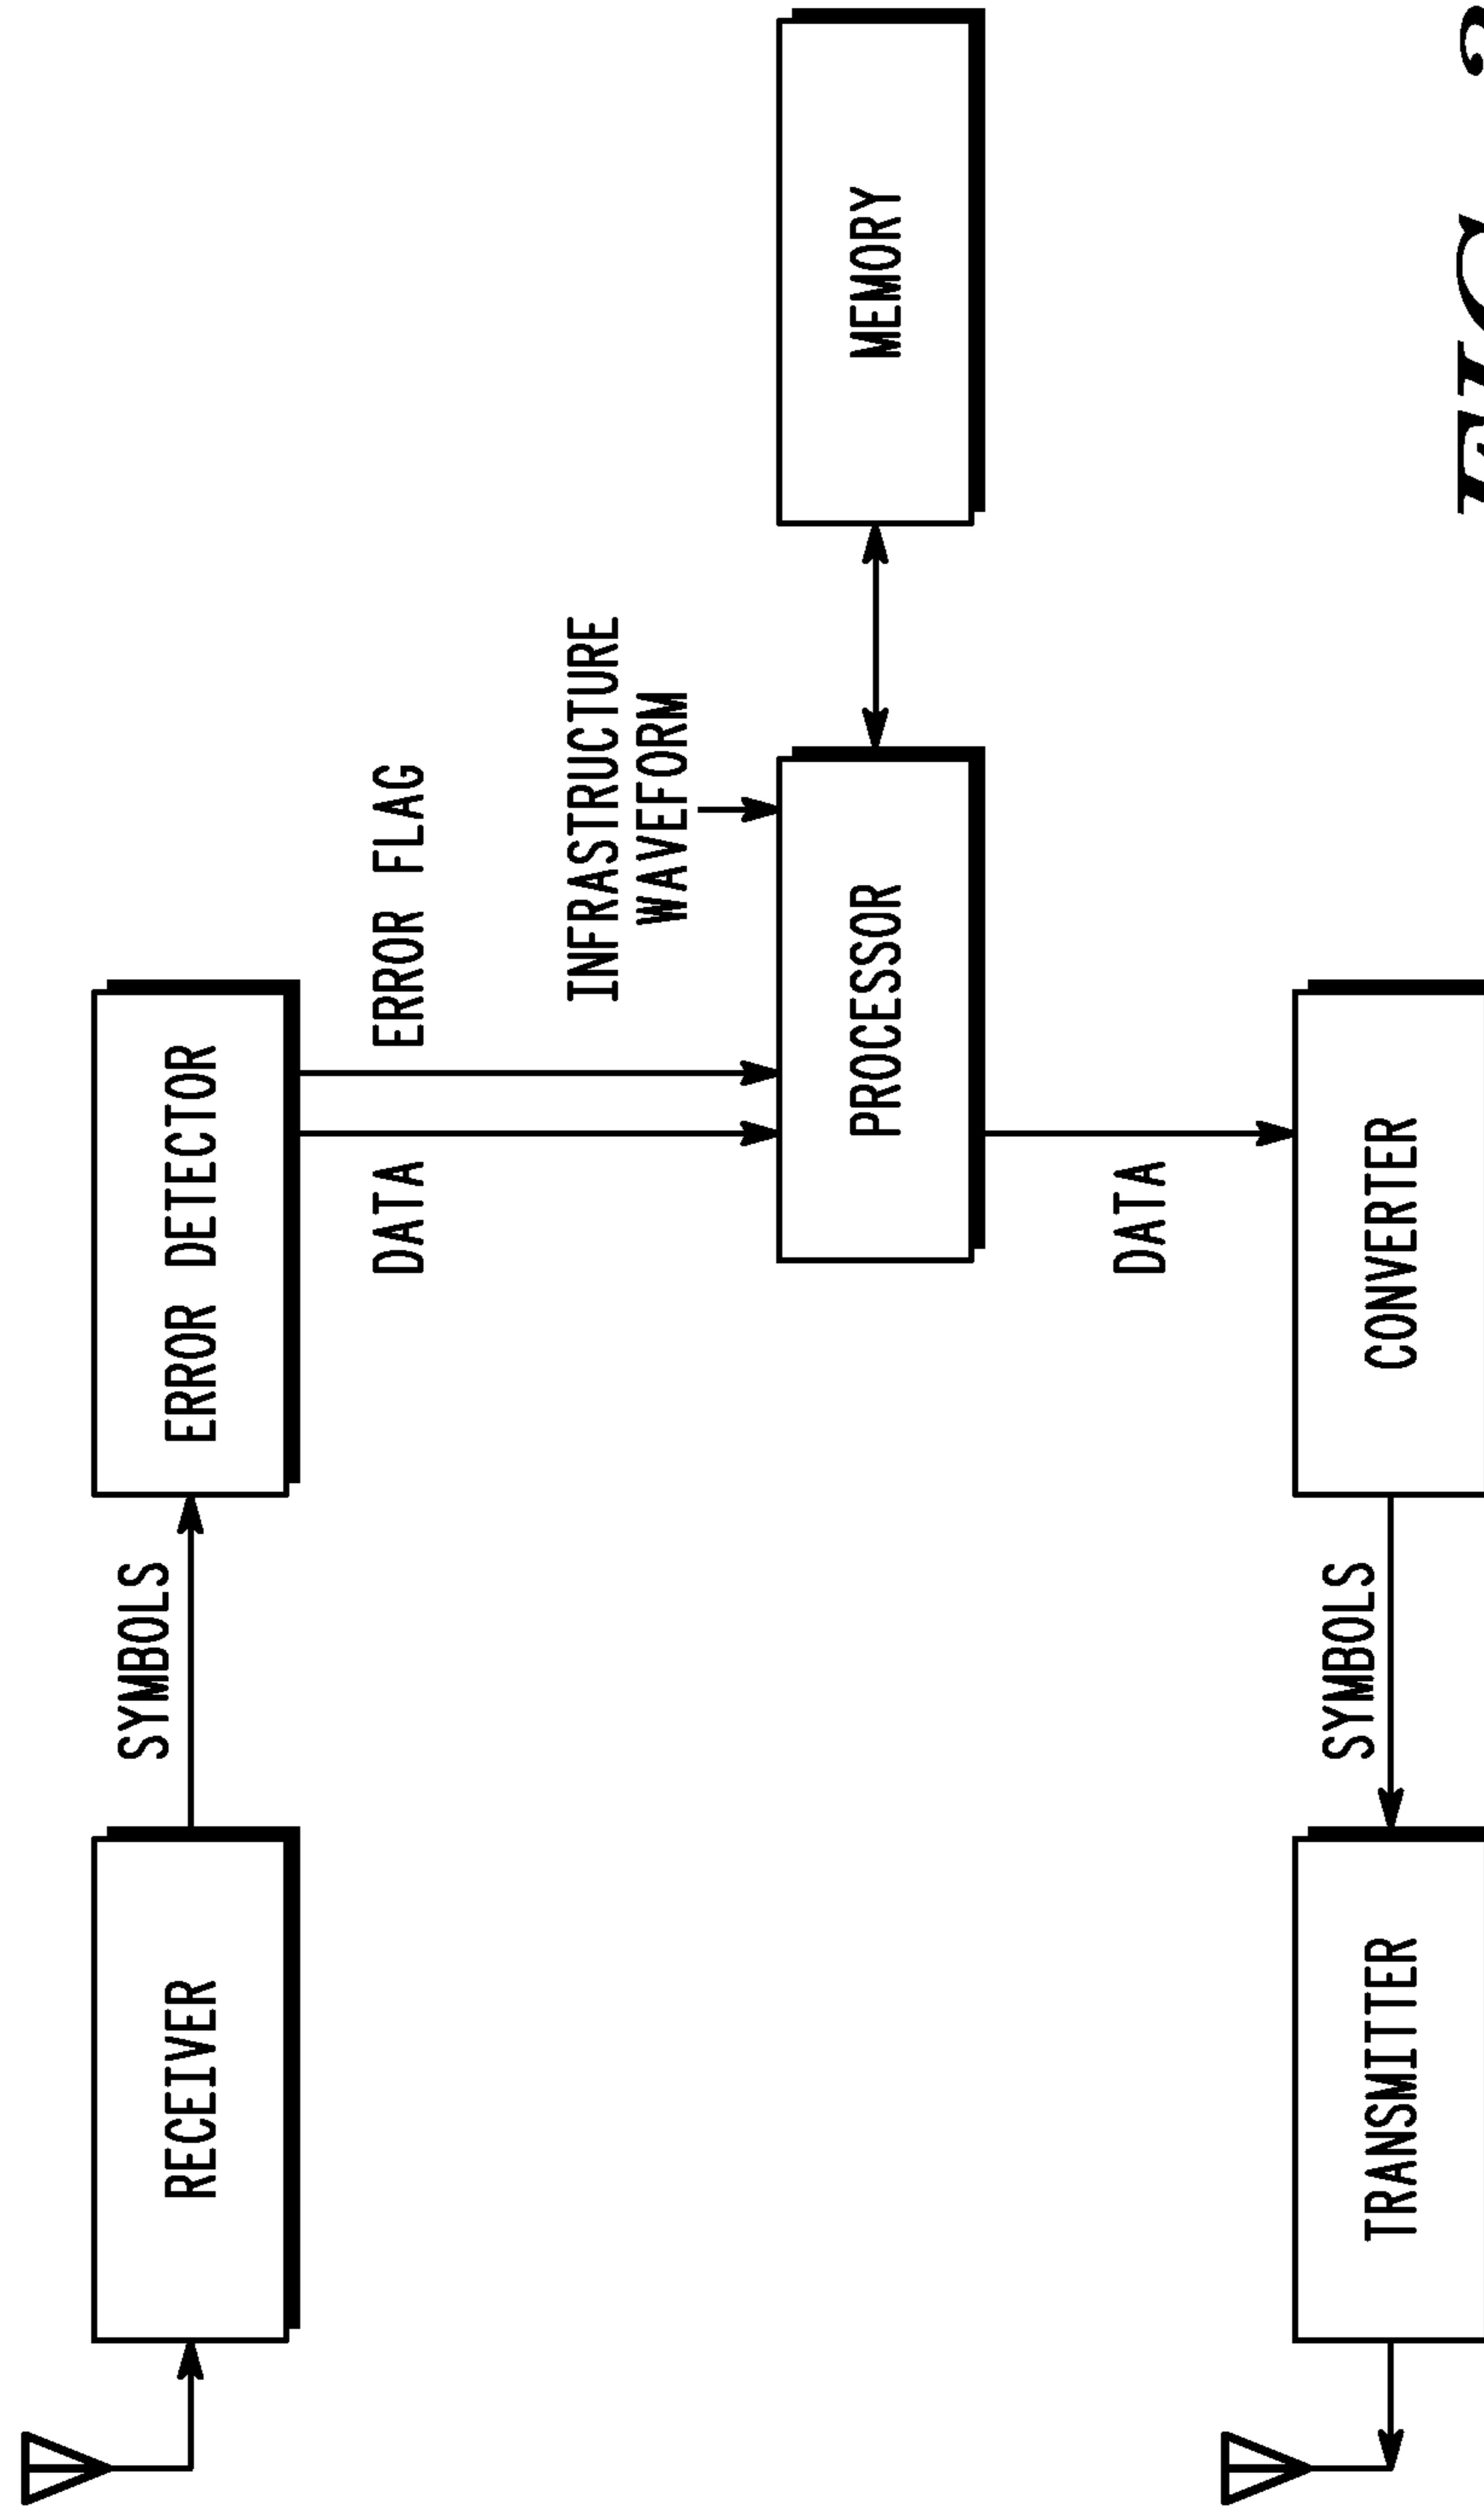 SYMBOLS
RECEIVER
ERROR DETECTOR
DATA
ERROR FLAG
INFRASTRUCTURE
WAVEFORM
PROCESSOR
MEMORY
DATA
SYMBOLS
TRANSMITTER
CONVERTER